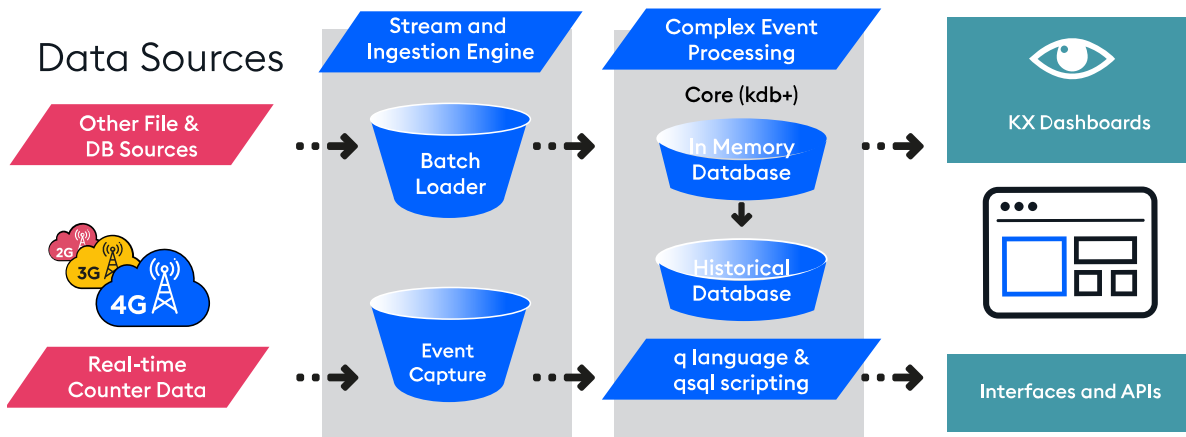 Data Sources
Other File &
DB Sources
2G
3G
4G
Real-time
Counter Data
Stream and
Ingestion Engine
Batch
Loader
Event
Capture
Complex Event
Processing
Core (kdb+)
In Memory
Database
Historical
Database
q language &
qsql scripting
KX Dashboards
Interfaces and APIs